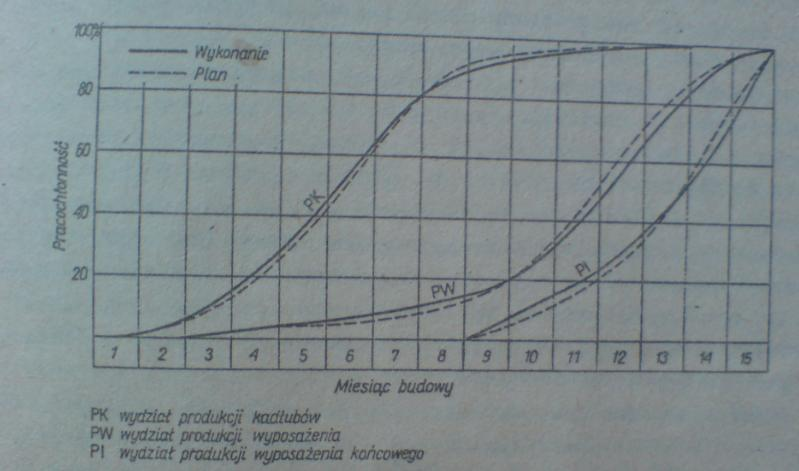 100%
Wykonanie
Plan
80
60
Pracochłonność
40
20
PK
PW
PI
1 2 3 4 5 6 7 8 9 10 11 12 13 14 15
Miesiąc budowy
PK wydział produkcji kadłubów
PW wydział produkcji wyposażenia
PI wydział produkcji wyposażenia końcowego